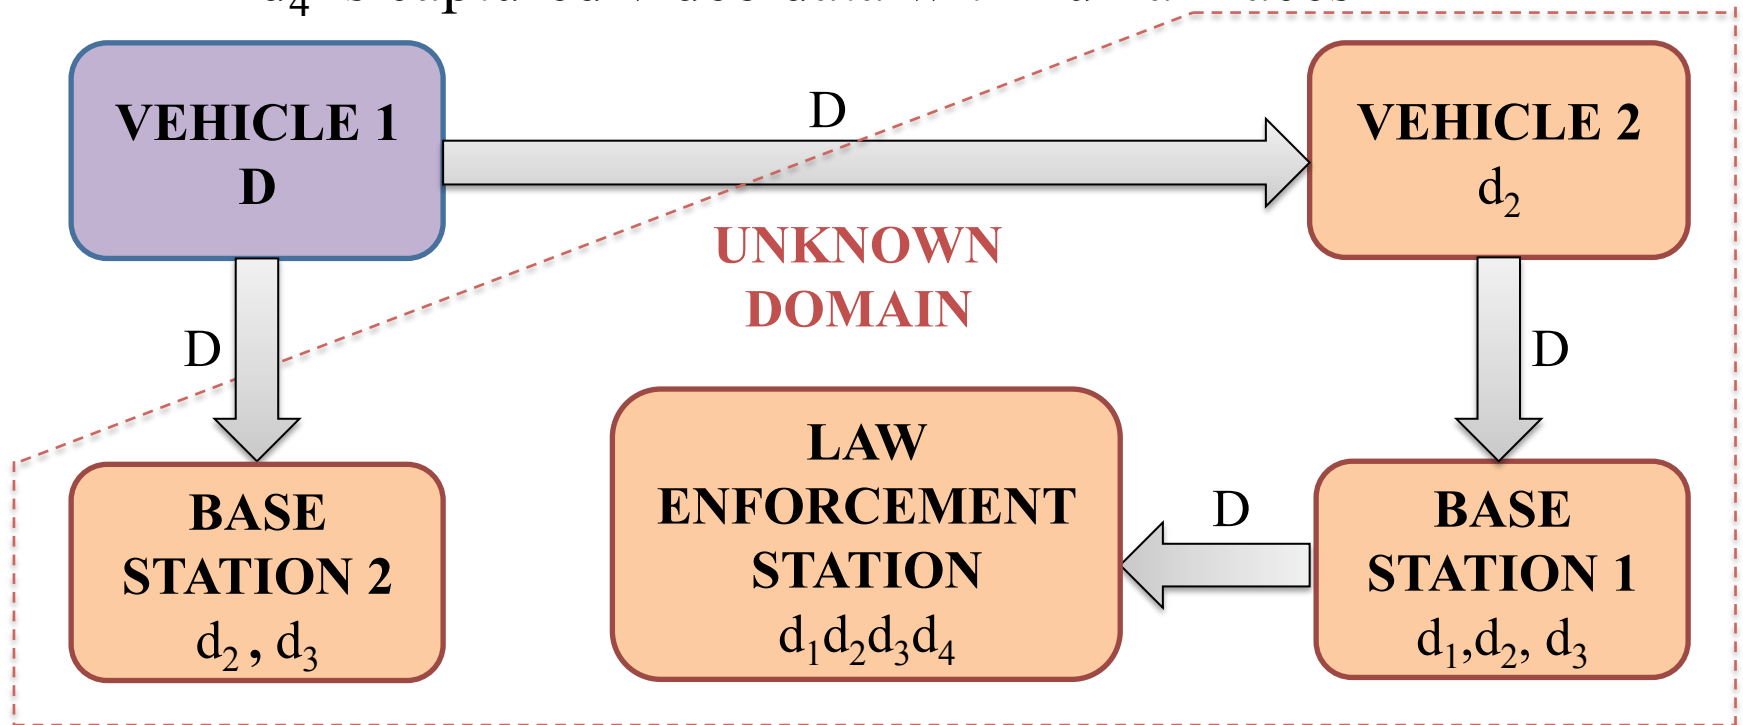 VEHICLE 1
D
D
VEHICLE 2
d₂
UNKNOWN
DOMAIN
D
D
BASE
STATION 2
d₂ , d₃
LAW
ENFORCEMENT
STATION
d₁d₂d₃d₄
D
BASE
STATION 1
d₁,d₂, d₃